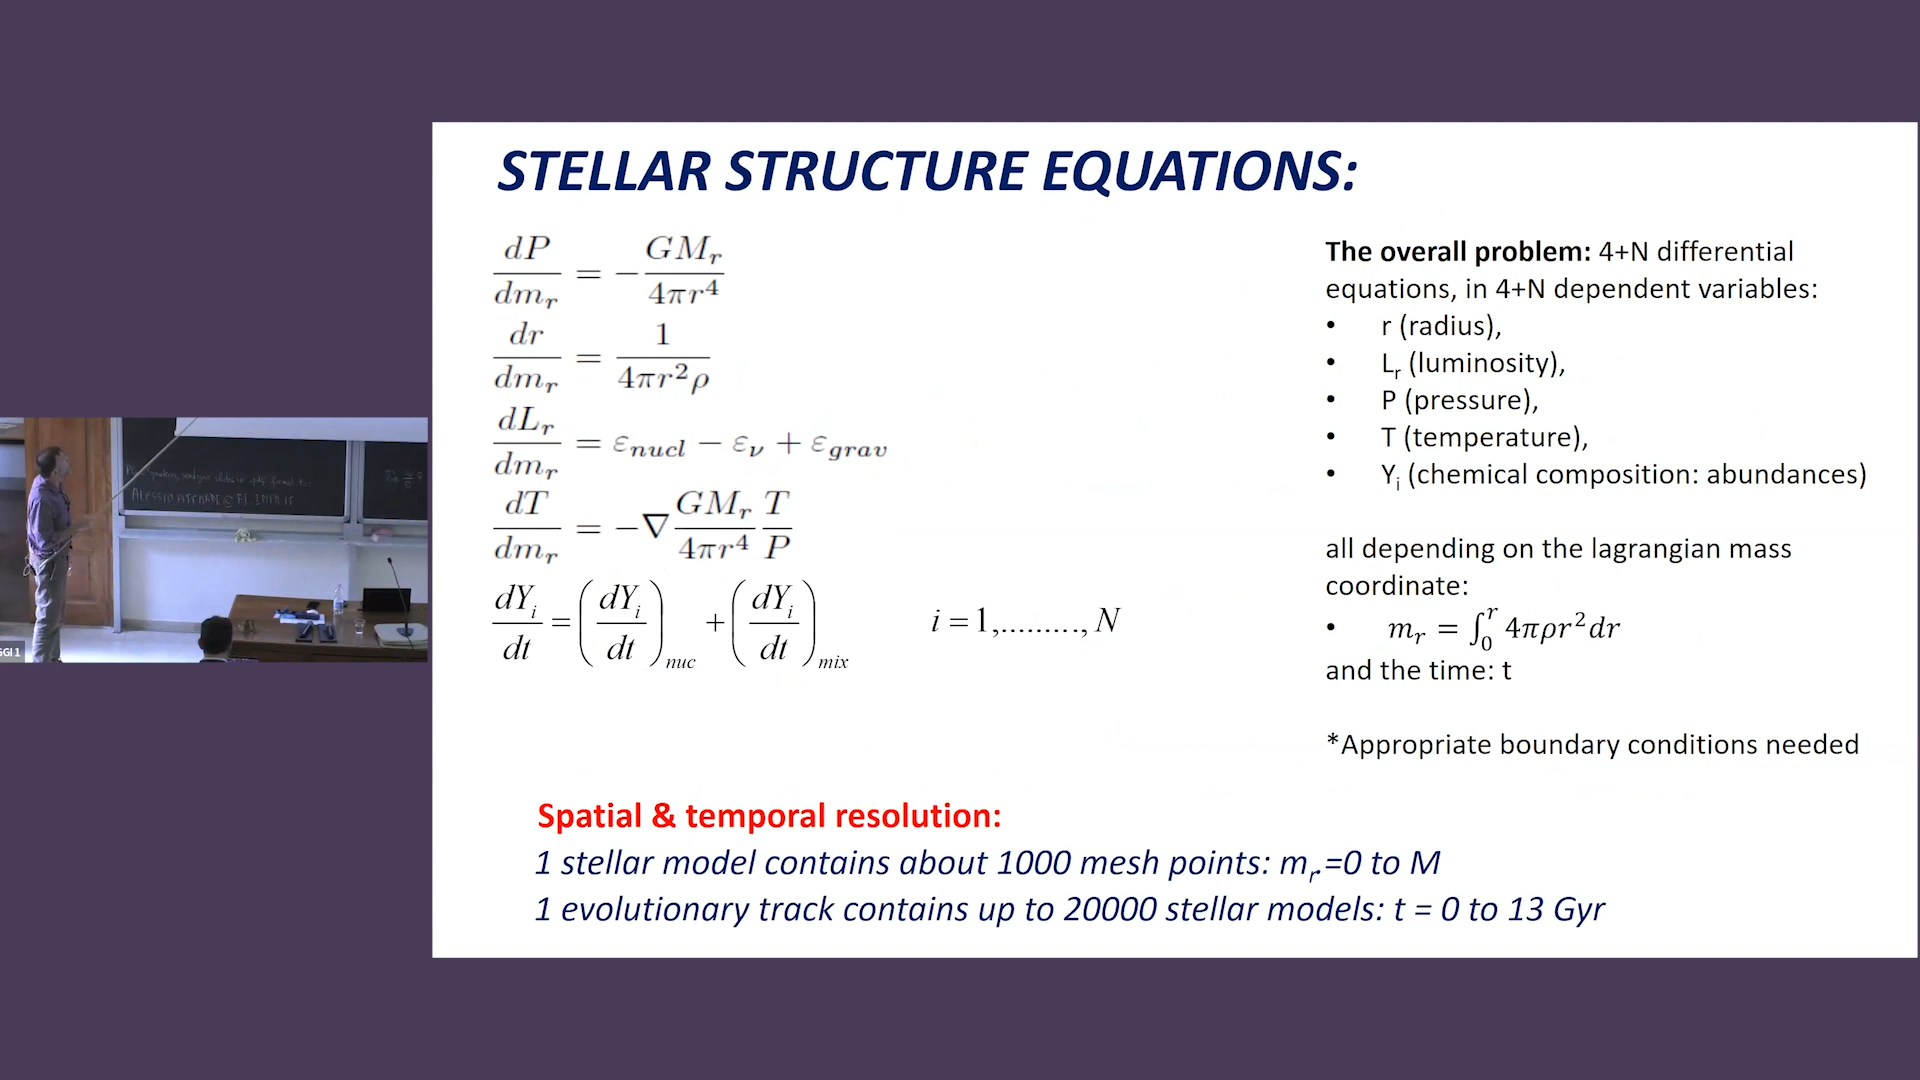 STELLAR STRUCTURE EQUATIONS:
dP/dm_r = − GM_r/4πr⁴
dr/dm_r = 1/4πr²ρ
dL_r/dm_r = ε_nucl − ε_ν + ε_grav
dT/dm_r = −∇ GM_r/4πr⁴ T/P
dY_i/dt = (dY_i/dt)_nuc + (dY_i/dt)_mix i = 1,........., N
The overall problem: 4+N differential
equations, in 4+N dependent variables:
• r (radius),
• L_r (luminosity),
• P (pressure),
• T (temperature),
• Y_i (chemical composition: abundances)
all depending on the lagrangian mass
coordinate:
• m_r = ∫₀^r 4πρr²dr
and the time: t
*Appropriate boundary conditions needed
Spatial & temporal resolution:
1 stellar model contains about 1000 mesh points: m_r.=0 to M
1 evolutionary track contains up to 20000 stellar models: t = 0 to 13 Gyr
GGI 1